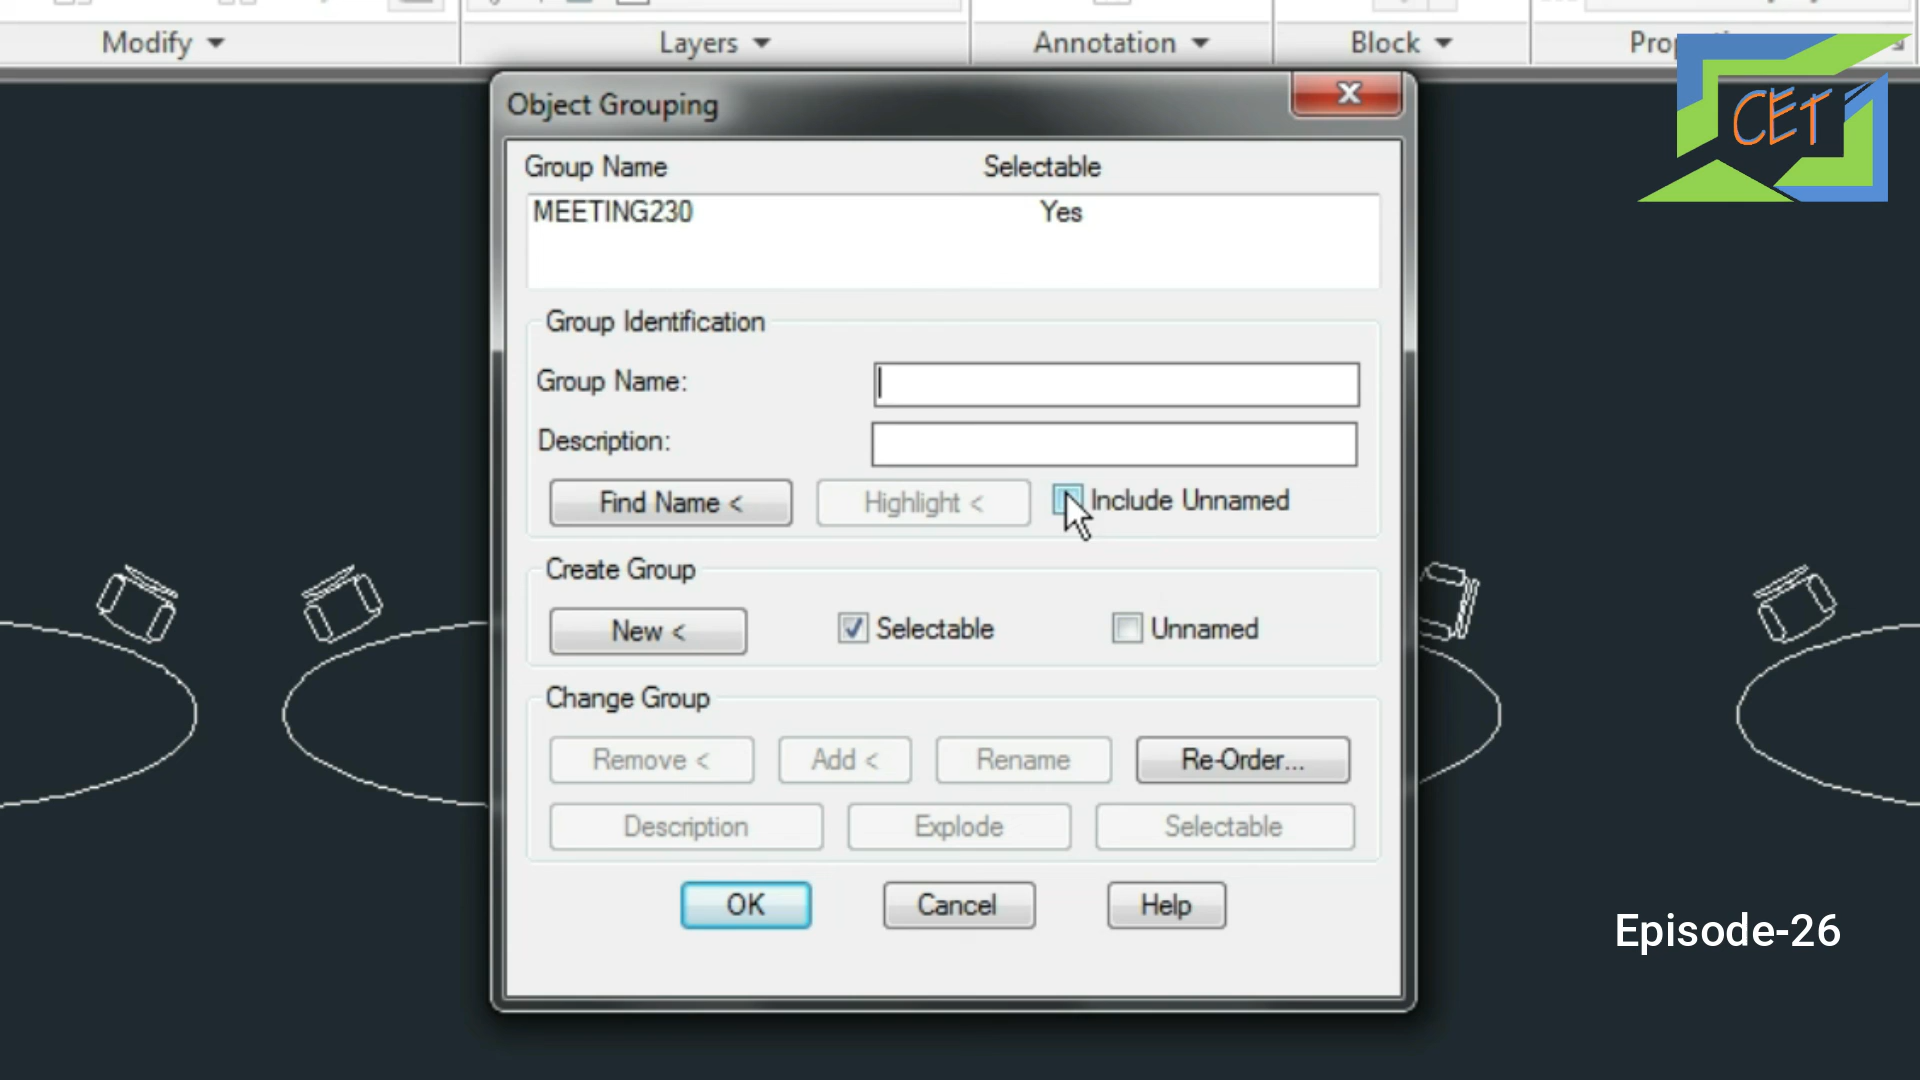 Modify Layers Annotation Block
CET
Object Grouping
Group Name Selectable
MEETING230 Yes
Group Identification
Group Name:
Description:
Find Name < Highlight < Include Unnamed
Create Group
New < Selectable Unnamed
Change Group
Remove < Add < Rename Re-Order...
Description Explode Selectable
OK Cancel Help
Episode-26